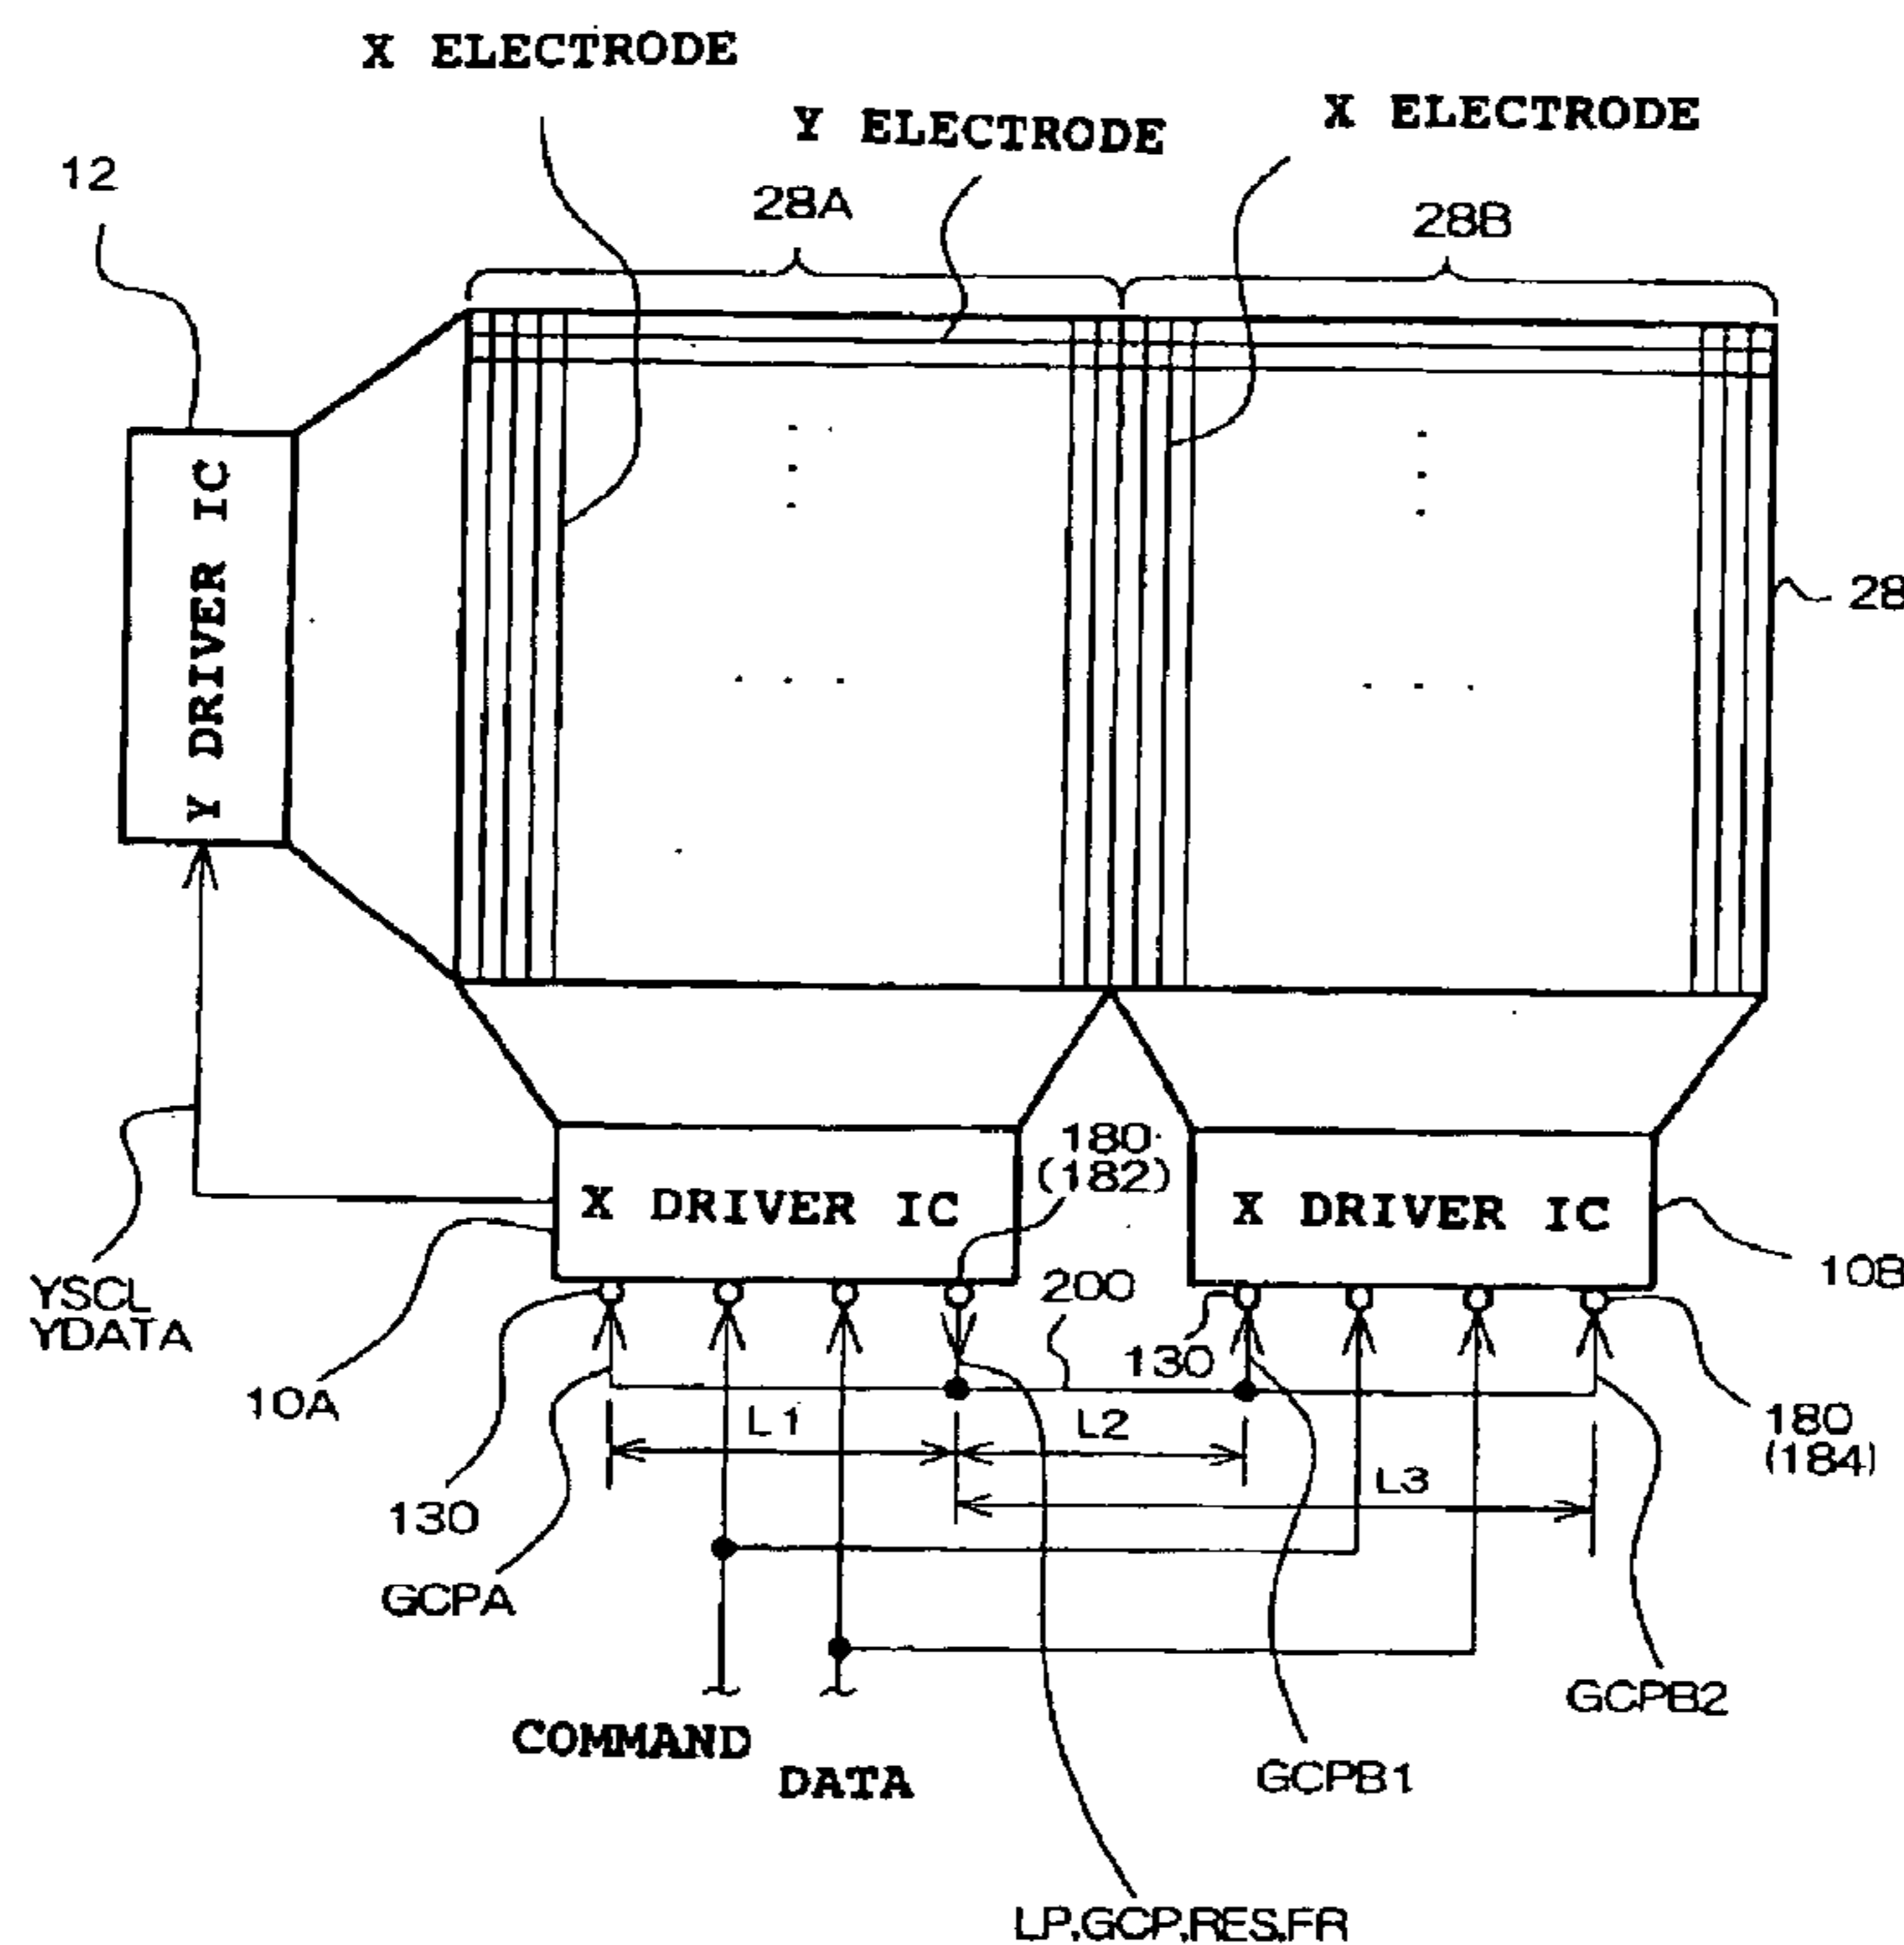 X ELECTRODE
Y ELECTRODE
X ELECTRODE
12
28A
28B
Y DRIVER IC
28
180
(182)
X DRIVER IC
X DRIVER IC
10B
YSCL
YDATA
200
10A
130
130
180
(184)
L1
L2
L3
GCPA
GCPB2
COMMAND
DATA
GCPB1
LP,GCP,RES,FR